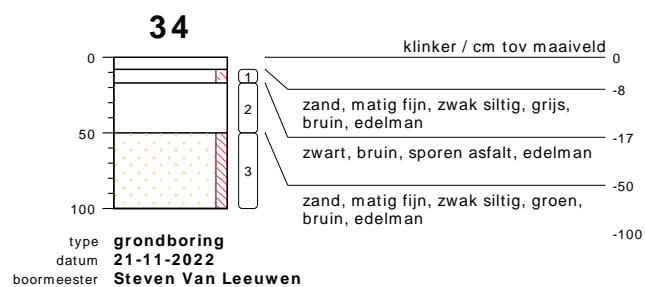 34
klinker / cm tov maaiveld
0
0
-8
1
zand, matig fijn, zwak siltig, grijs,
bruin, edelman
2
-17
50
zwart, bruin, sporen asfalt, edelman
-50
3
zand, matig fijn, zwak siltig, groen,
bruin, edelman
100
-100
type grondboring
datum 21-11-2022
boormeester Steven Van Leeuwen